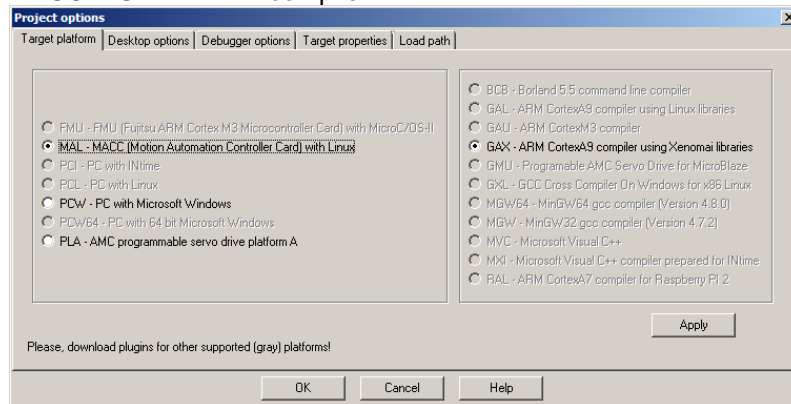 Project options
Target platform
Desktop options
Debugger options
Target properties
Load path
FMU - FMU (Fujitsu ARM Cortex M3 Microcontroller Card) with MicroC/OS-II
MAL - MACC (Motion Automation Controller Card) with Linux
PCI - PC with INtime
PCL - PC with Linux
PCW - PC with Microsoft Windows
PCW64 - PC with 64 bit Microsoft Windows
PLA - AMC programmable servo drive platform A
BCB - Borland 5.5 command line compiler
GAL - ARM CortexA9 compiler using Linux libraries
GAU - ARM CortexM3 compiler
GAX - ARM CortexA9 compiler using Xenomai libraries
GMU - Programable AMC Servo Drive for MicroBlaze
GXL - GCC Cross Compiler On Windows for x86 Linux
MGW64 - MinGW64 gcc compiler (Version 4.8.0)
MGW - MinGW32 gcc compiler (Version 4.7.2)
MVC - Microsoft Visual C++
MXI - Microsoft Visual C++ compiler prepared for INtime
RAL - ARM CortexA7 compiler for Raspberry PI 2
Apply
Please, download plugins for other supported (gray) platforms!
OK
Cancel
Help